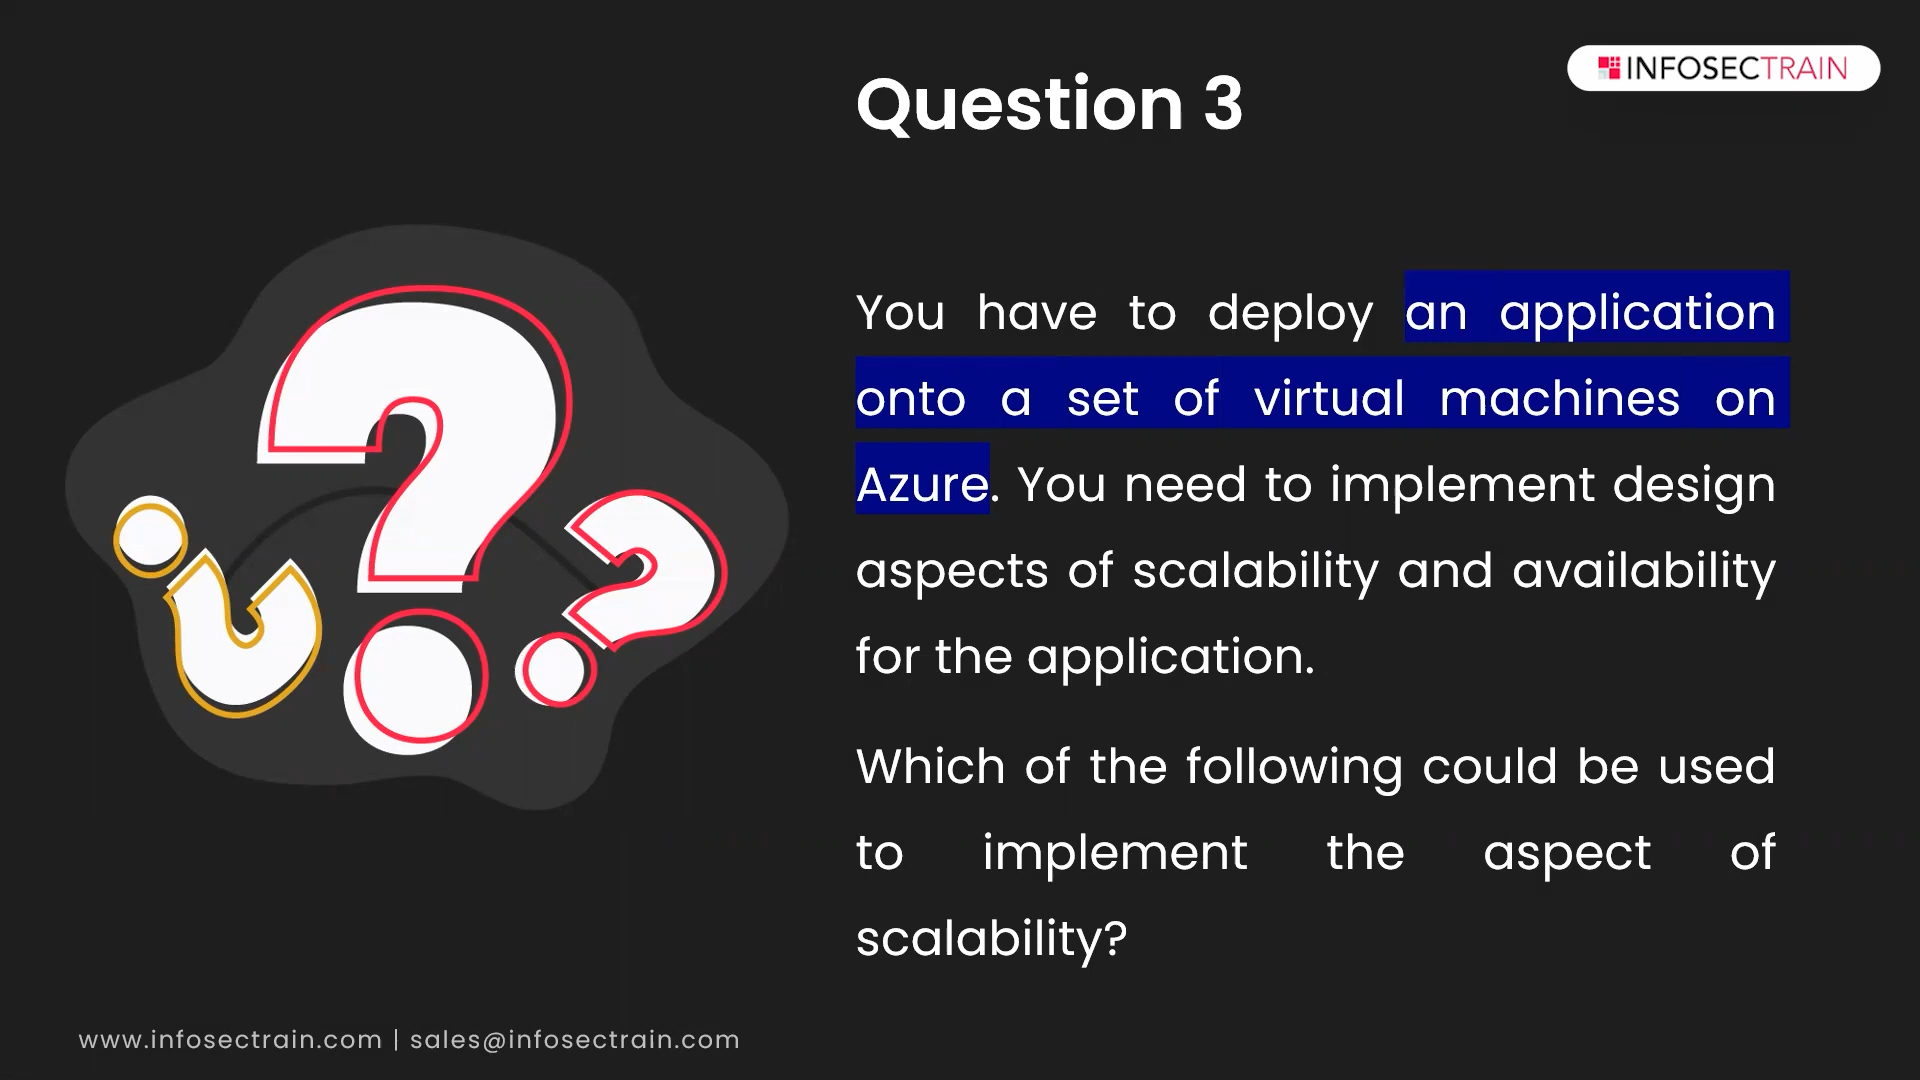 INFOSECTRAIN
Question 3
You have to deploy an application
onto a set of virtual machines on
Azure. You need to implement design
aspects of scalability and availability
for the application.
Which of the following could be used
to implement the aspect of
scalability?
www.infosectrain.com | sales@infosectrain.com